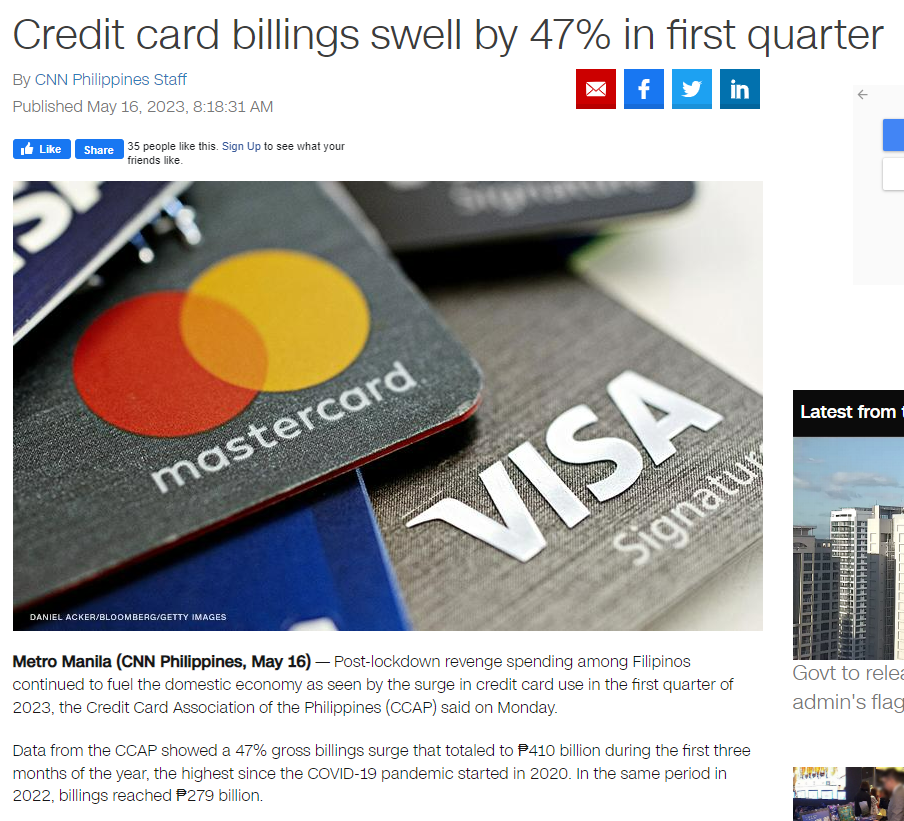 Credit card billings swell by 47% in first quarter
By CNN Philippines Staff
Published May 16, 2023, 8:18:31 AM
Like Share 35 people like this. Sign Up to see what your
friends like.
Signature
mastercard
VISA
Signatur
DANIEL ACKER/BLOOMBERG/GETTY IMAGES
Metro Manila (CNN Philippines, May 16) — Post-lockdown revenge spending among Filipinos
continued to fuel the domestic economy as seen by the surge in credit card use in the first quarter of
2023, the Credit Card Association of the Philippines (CCAP) said on Monday.
Data from the CCAP showed a 47% gross billings surge that totaled to ₱410 billion during the first three
months of the year, the highest since the COVID-19 pandemic started in 2020. In the same period in
2022, billings reached ₱279 billion.
Latest from
Govt to relea
admin's flag